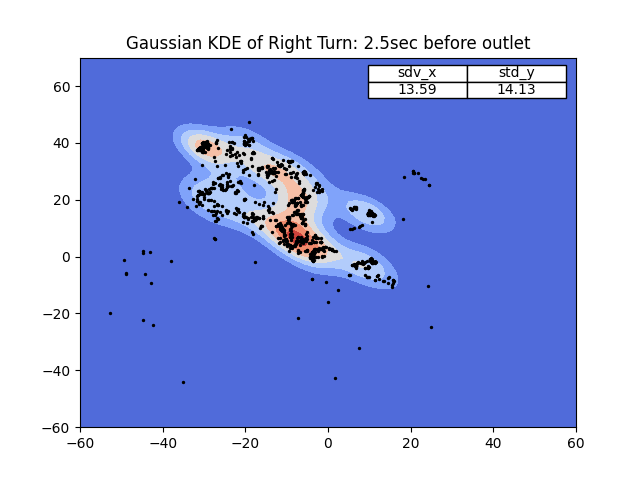 Gaussian KDE of Right Turn: 2.5sec before outlet
sdv_x std_y
13.59 14.13
60
40
20
0
−20
−40
−60
−60 −40 −20 0 20 40 60